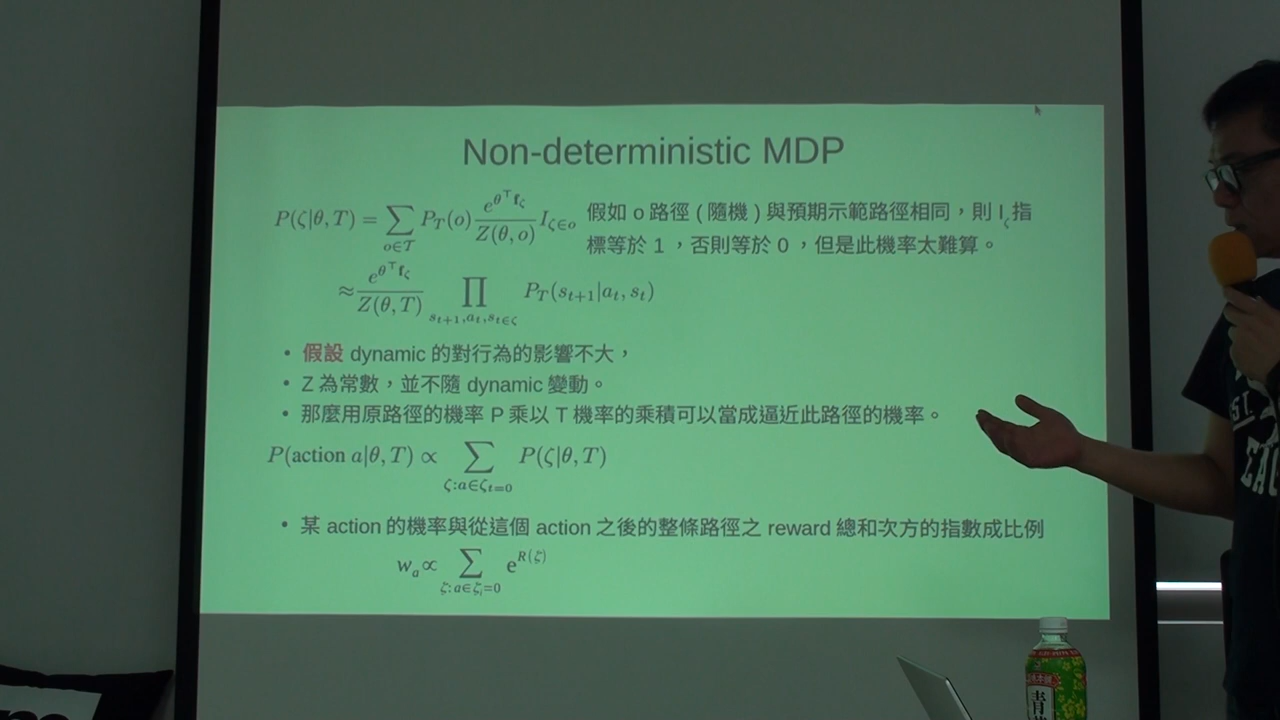 Non-deterministic MDP
P(ζ|θ,T) = ∑_{o∈𝒯} P_T(o) e^{θ^⊤ f_ζ} / Z(θ,o) I_{ζ∈o} 假如 o 路徑 ( 隨機 ) 與預期示範路徑相同，則 I_ζ 指
標等於 1 ，否則等於 0 ，但是此機率太難算。
≈ e^{θ^⊤ f_ζ} / Z(θ,T) ∏_{s_{t+1},a_t,s_t∈ζ} P_T(s_{t+1}|a_t, s_t)
• 假設 dynamic 的對行為的影響不大，
• Z 為常數，並不隨 dynamic 變動。
• 那麼用原路徑的機率 P 乘以 T 機率的乘積可以當成逼近此路徑的機率。
P(action a|θ,T) ∝ ∑_{ζ:a∈ζ_{t=0}} P(ζ|θ,T)
• 某 action 的機率與從這個 action 之後的整條路徑之 reward 總和次方的指數成比例
w_a ∝ ∑_{ζ:a∈ζ_{t=0}} e^{R(ζ)}